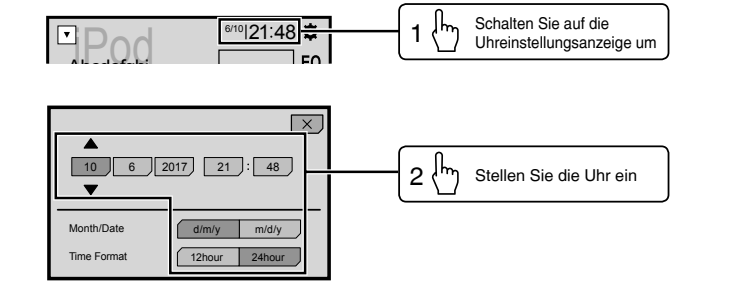 iPod
6/10|21:48
EQ
1
Schalten Sie auf die
Uhreinstellungsanzeige um
10 6 2017 21 : 48
2
Stellen Sie die Uhr ein
Month/Date d/m/y m/d/y
Time Format 12hour 24hour